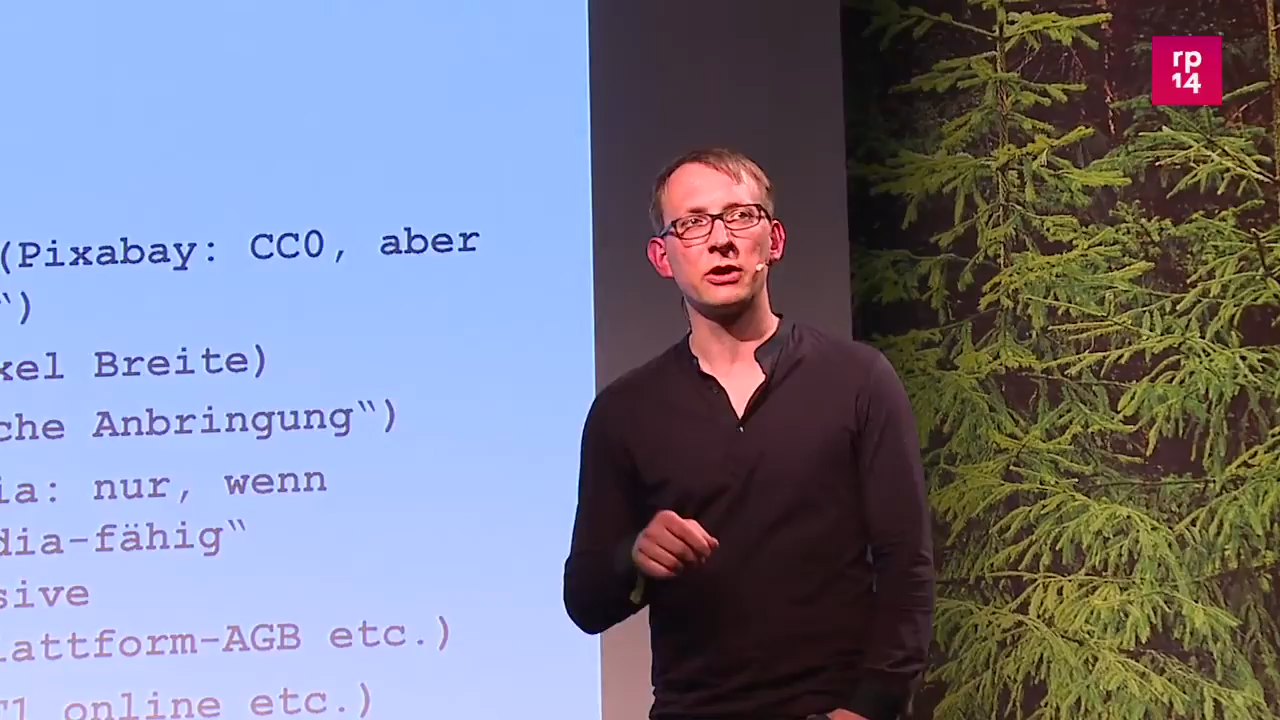 rp
14
(Pixabay: CC0, aber
“)
xel Breite)
che Anbringung“)
ia: nur, wenn
dia-fähig“
sive
lattform-AGB etc.)
T1 online etc.)